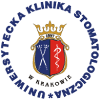 UNIWERSYTECKA KLINIKA STOMATOLOGICZNA
W KRAKOWIE